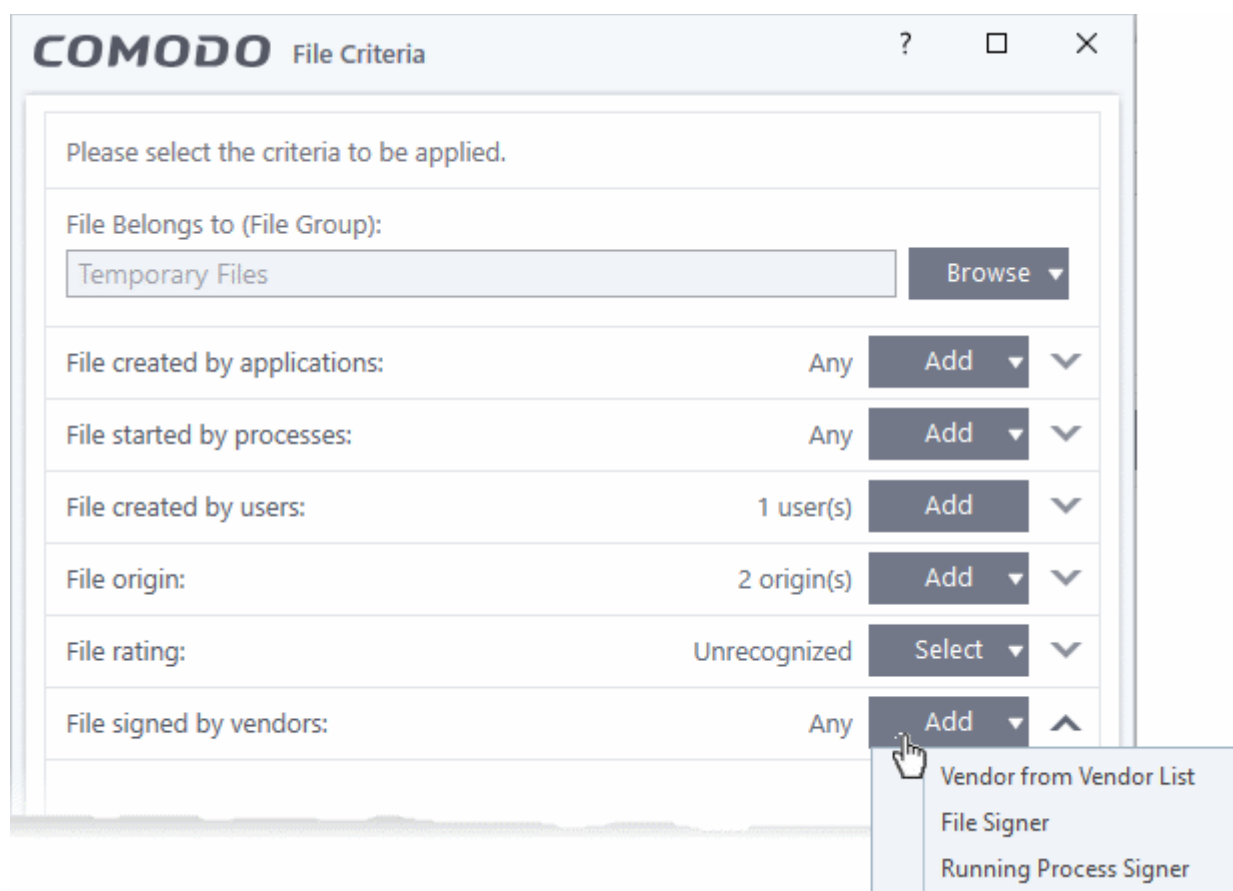 COMODO File Criteria ?
Please select the criteria to be applied.
File Belongs to (File Group):
Temporary Files Browse
File created by applications: Any Add
File started by processes: Any Add
File created by users: 1 user(s) Add
File origin: 2 origin(s) Add
File rating: Unrecognized Select
File signed by vendors: Any Add
Vendor from Vendor List
File Signer
Running Process Signer